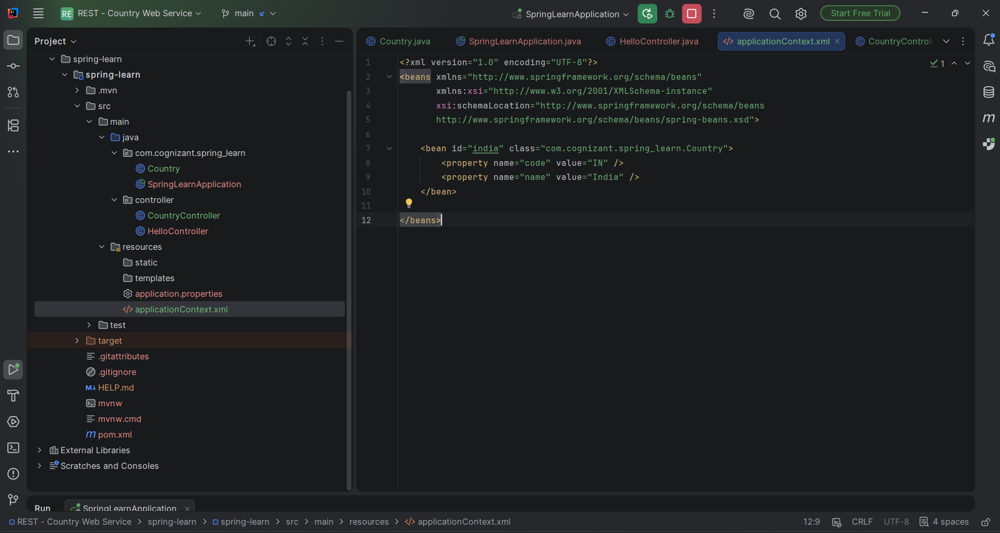 RE REST - Country Web Service main SpringLearnApplication Start Free Trial
Project
spring-learn
spring-learn
.mvn
src
main
java
com.cognizant.spring_learn
Country
SpringLearnApplication
controller
CountryController
HelloController
resources
static
templates
application.properties
applicationContext.xml
test
target
.gitattributes
.gitignore
M↓ HELP.md
mvnw
mvnw.cmd
m pom.xml
External Libraries
Scratches and Consoles
Country.java SpringLearnApplication.java HelloController.java applicationContext.xml CountryControl
1 <?xml version="1.0" encoding="UTF-8"?>
2 <beans xmlns="http://www.springframework.org/schema/beans"
3 xmlns:xsi="http://www.w3.org/2001/XMLSchema-instance"
4 xsi:schemaLocation="http://www.springframework.org/schema/beans
5 http://www.springframework.org/schema/beans/spring-beans.xsd">
6
7 <bean id="india" class="com.cognizant.spring_learn.Country">
8 <property name="code" value="IN" />
9 <property name="name" value="India" />
10 </bean>
11
12 </beans>
1
m
Run SpringLearnApplication
REST - Country Web Service > spring-learn > spring-learn > src > main > resources > applicationContext.xml 12:9 CRLF UTF-8 4 spaces